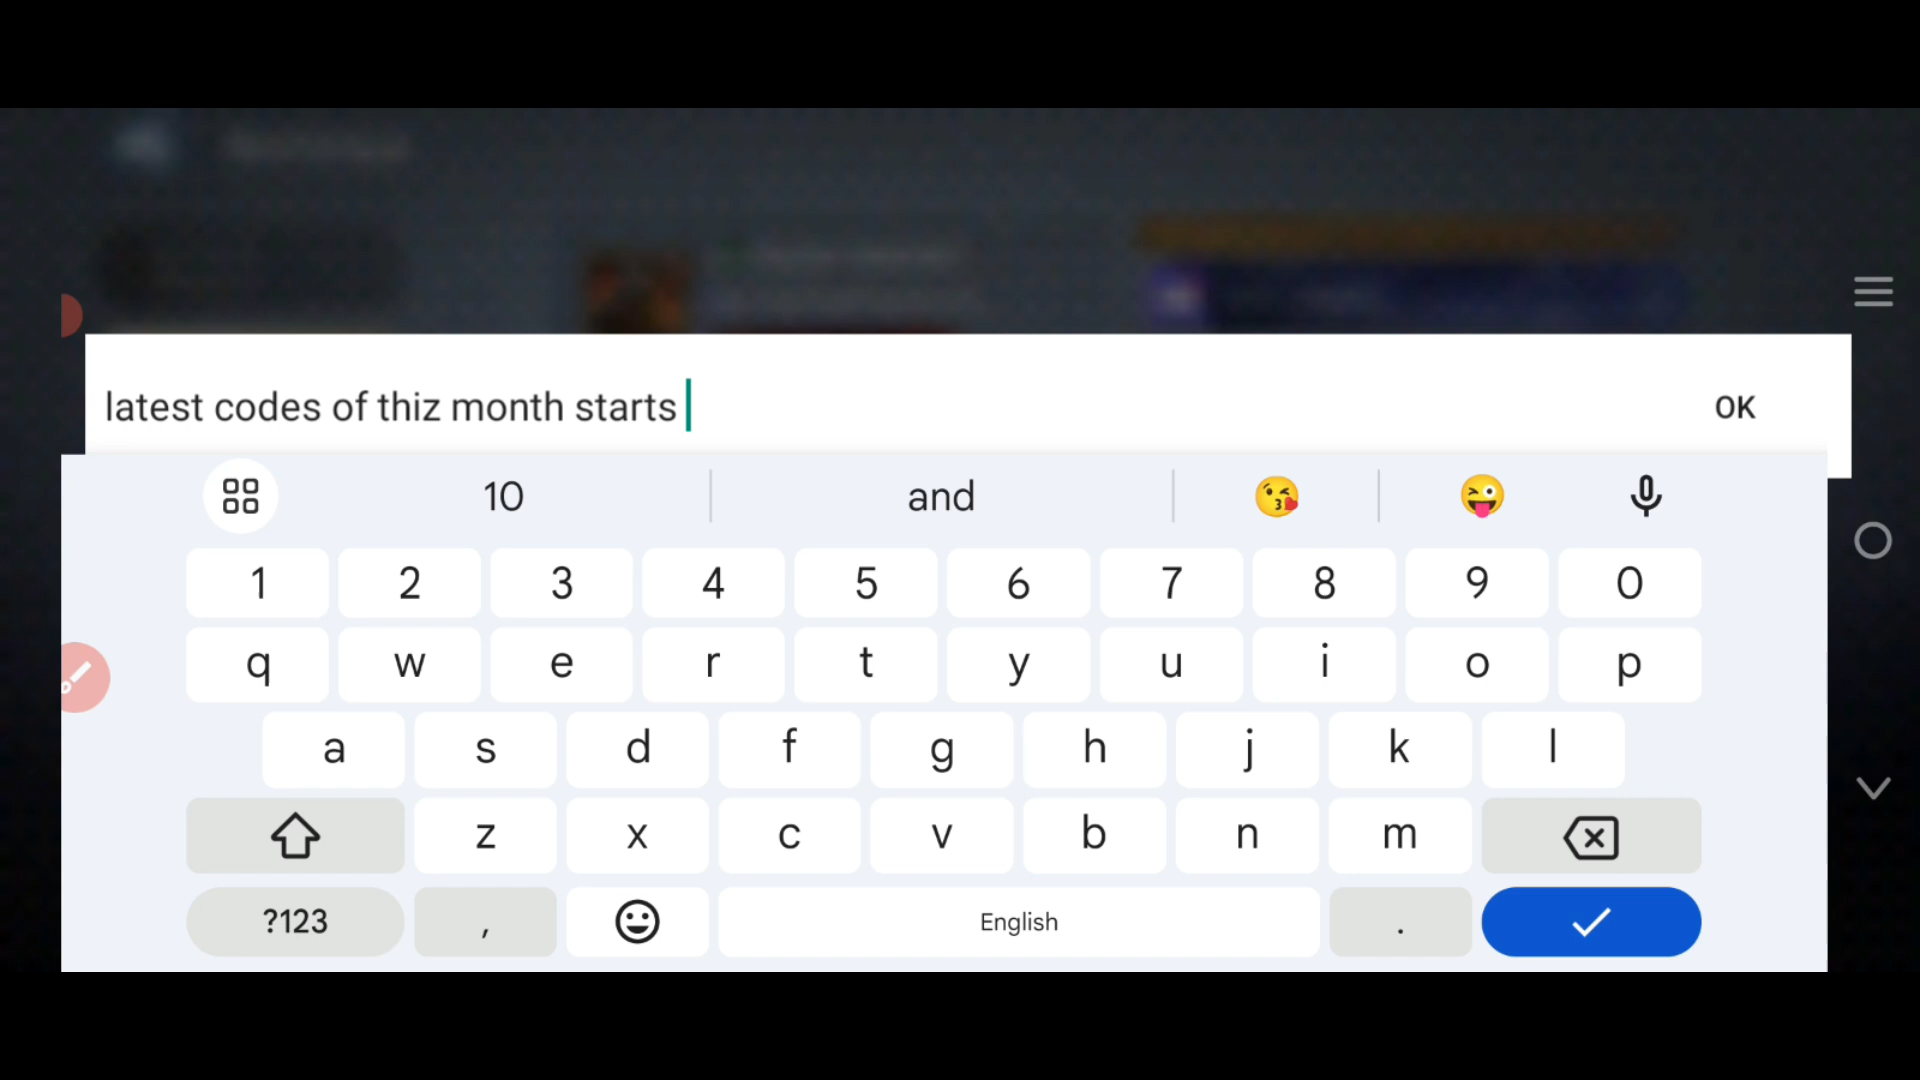 latest codes of thiz month starts
OK
10 and 😘 😜
1 2 3 4 5 6 7 8 9 0
q w e r t y u i o p
a s d f g h j k l
z x c v b n m
?123 , English .